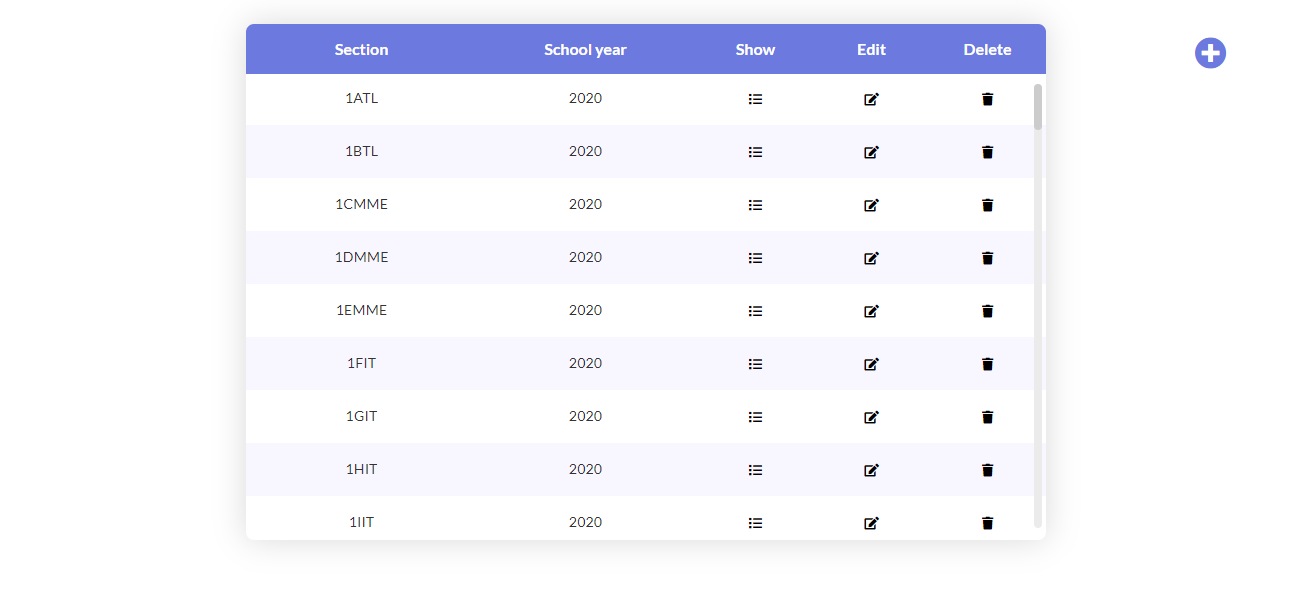 Section School year Show Edit Delete
1ATL 2020
1BTL 2020
1CMME 2020
1DMME 2020
1EMME 2020
1FIT 2020
1GIT 2020
1HIT 2020
1IIT 2020